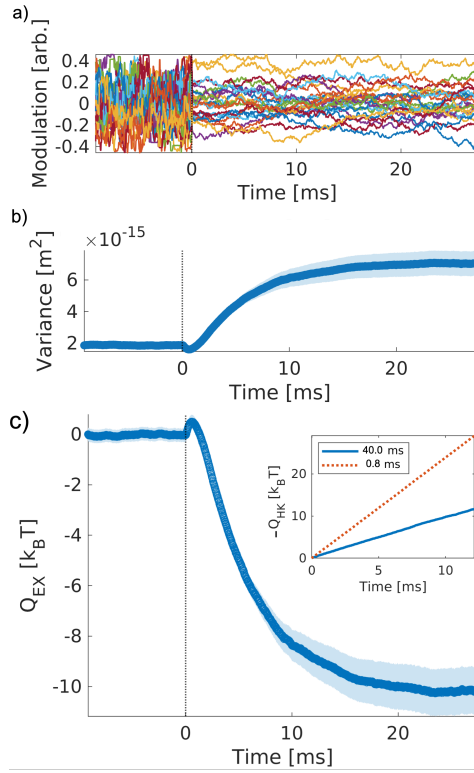 a)
Modulation [arb.]
0.4
0.2
0
-0.2
-0.4
0
10
20
Time [ms]
b)
×10⁻¹⁵
Variance [m²]
6
4
2
0
10
20
Time [ms]
c)
Q_EX [k_BT]
0
-2
-4
-6
-8
-10
0
10
20
Time [ms]
-Q_HK [k_BT]
20
10
0
0
5
10
Time [ms]
40.0 ms
0.8 ms